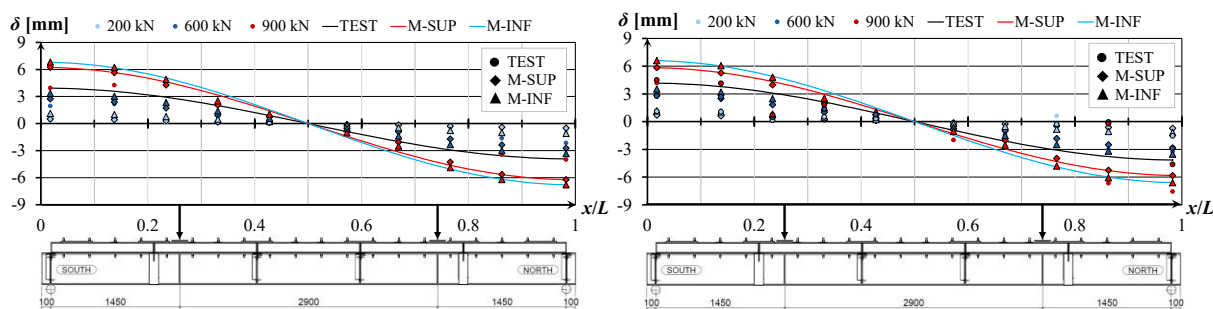 δ [mm] 200 kN 600 kN 900 kN TEST M-SUP M-INF
9
6
3
0
-3
-6
-9
TEST
M-SUP
M-INF
x/L
0 0.2 0.4 0.6 0.8 1
SOUTH NORTH
100 1450 2900 1450 100
δ [mm] 200 kN 600 kN 900 kN TEST M-SUP M-INF
9
6
3
0
-3
-6
-9
TEST
M-SUP
M-INF
x/L
0 0.2 0.4 0.6 0.8 1
SOUTH NORTH
100 1450 2900 1450 100